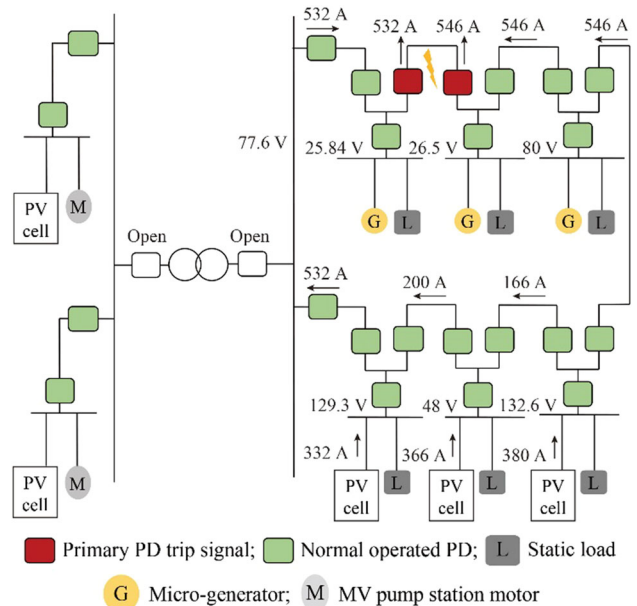 532 A
532 A
546 A
546 A
546 A
77.6 V
25.84 V
26.5 V
80 V
PV
cell
M
G
L
G
L
G
L
Open
Open
532 A
200 A
166 A
129.3 V
48 V
132.6 V
332 A
366 A
380 A
PV
cell
M
PV
cell
L
PV
cell
L
PV
cell
L
Primary PD trip signal;
Normal operated PD;
L Static load
G Micro-generator;
M MV pump station motor